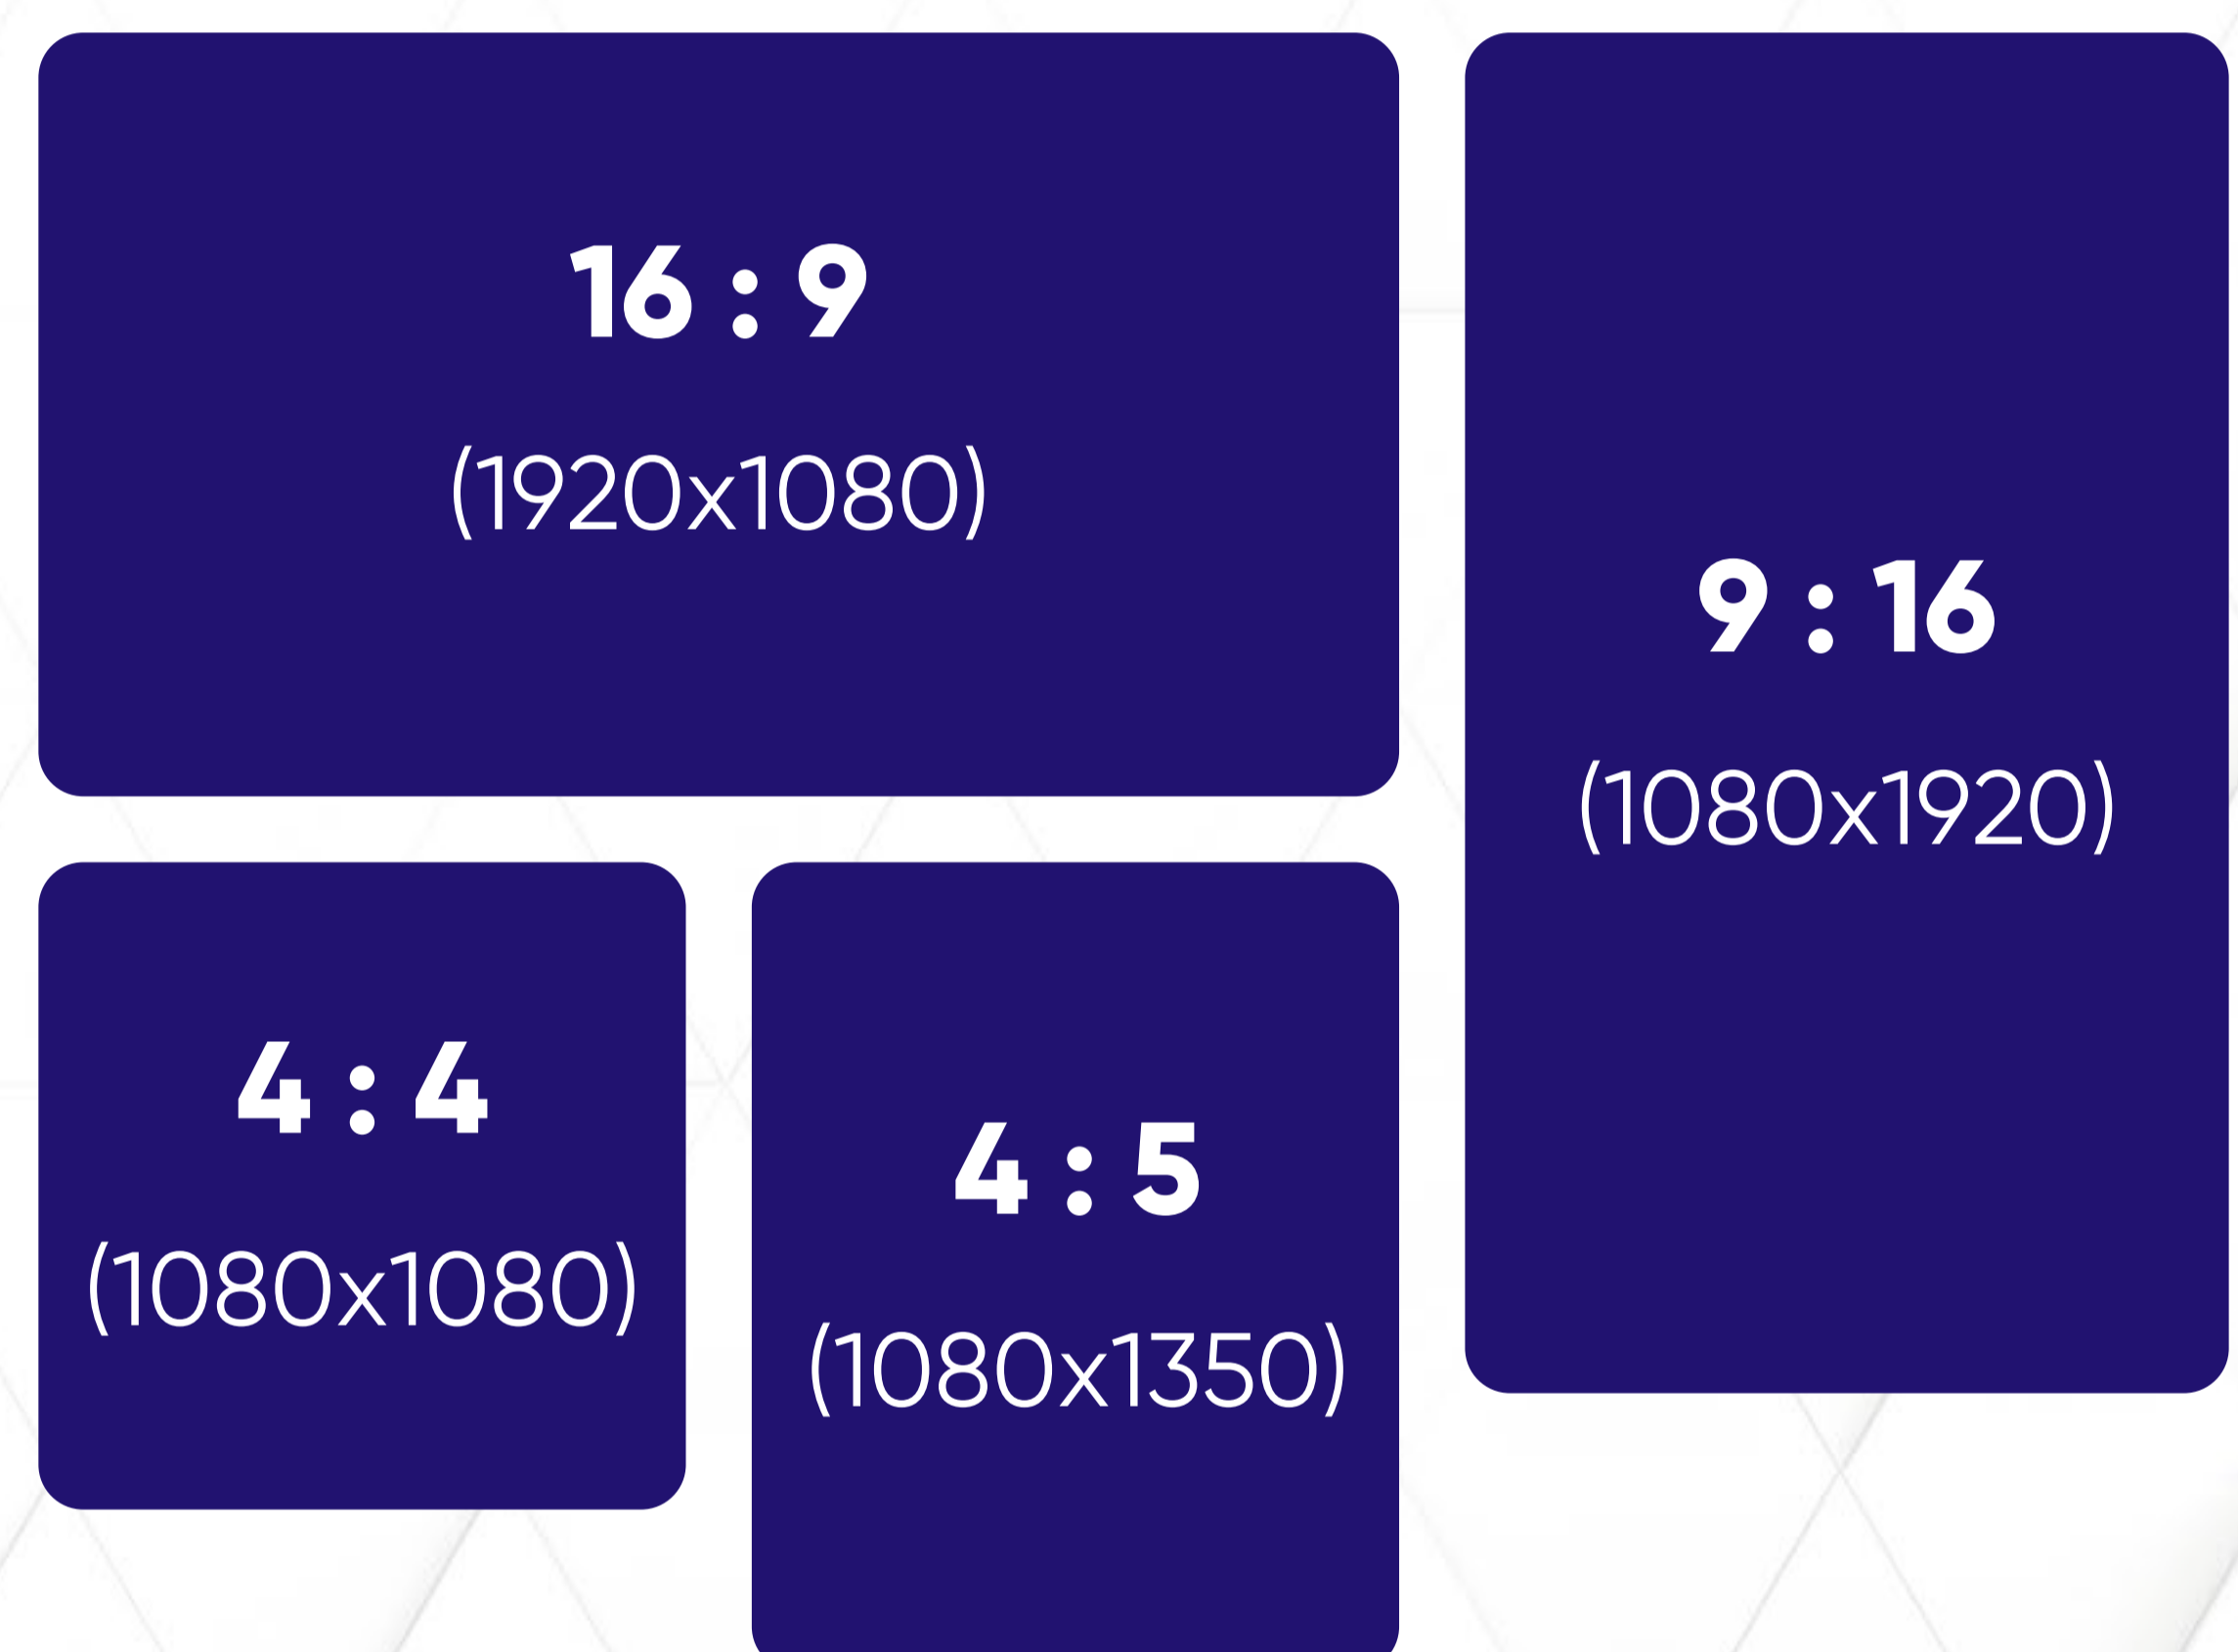 16 : 9
(1920x1080)
9 : 16
(1080x1920)
4 : 4
(1080x1080)
4 : 5
(1080x1350)